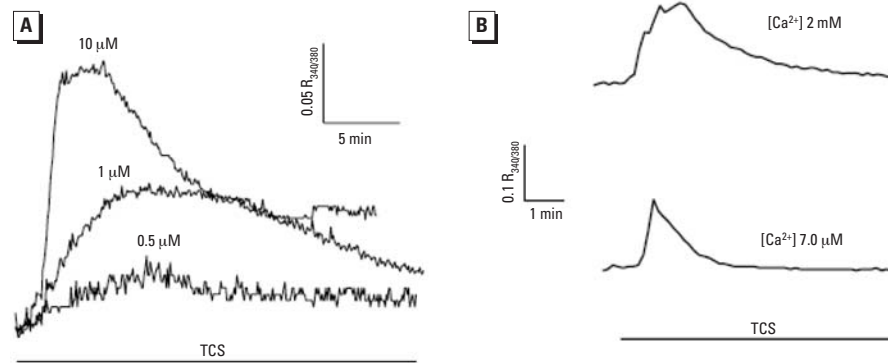 A
10 µM
0.05 R340/380
5 min
1 µM
0.5 µM
TCS
B
[Ca2+] 2 mM
0.1 R340/380
1 min
[Ca2+] 7.0 µM
TCS